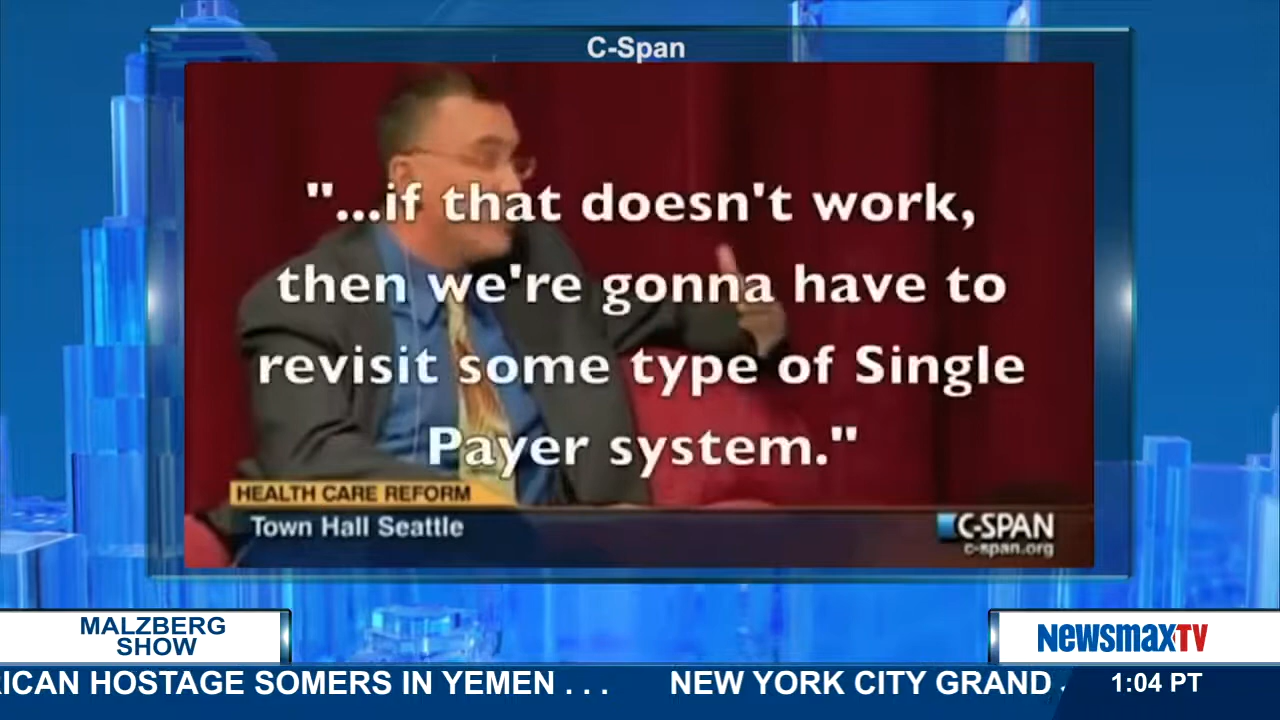 C-Span
"...if that doesn't work,
then we're gonna have to
revisit some type of Single
Payer system."
HEALTH CARE REFORM
Town Hall Seattle
C-SPAN
c-span.org
MALZBERG
SHOW
NEWSMAXTV
RICAN HOSTAGE SOMERS IN YEMEN . . . NEW YORK CITY GRAND
1:04 PT